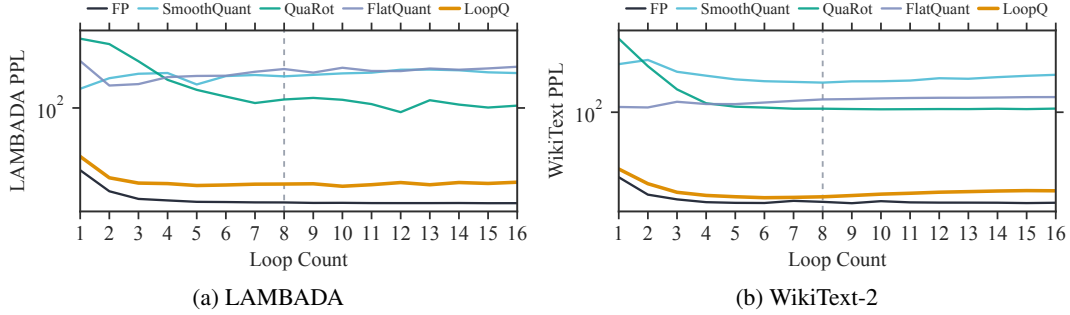 FP SmoothQuant QuaRot FlatQuant LoopQ
LAMBADA PPL
10²
1 2 3 4 5 6 7 8 9 10 11 12 13 14 15 16
Loop Count
(a) LAMBADA
FP SmoothQuant QuaRot FlatQuant LoopQ
WikiText PPL
10²
1 2 3 4 5 6 7 8 9 10 11 12 13 14 15 16
Loop Count
(b) WikiText-2